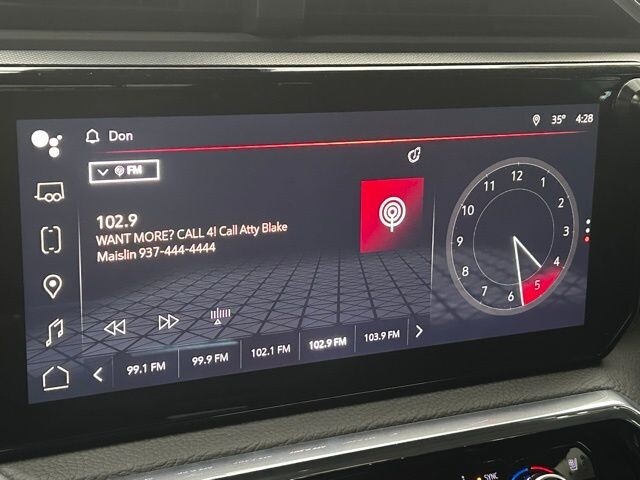 Don
35° 4:28
FM
102.9
WANT MORE? CALL 4! Call Atty Blake
Maislin 937-444-4444
12
11 1
10 2
9 3
8 4
7 5
6
99.1 FM 99.9 FM 102.1 FM 102.9 FM 103.9 FM
SYNC